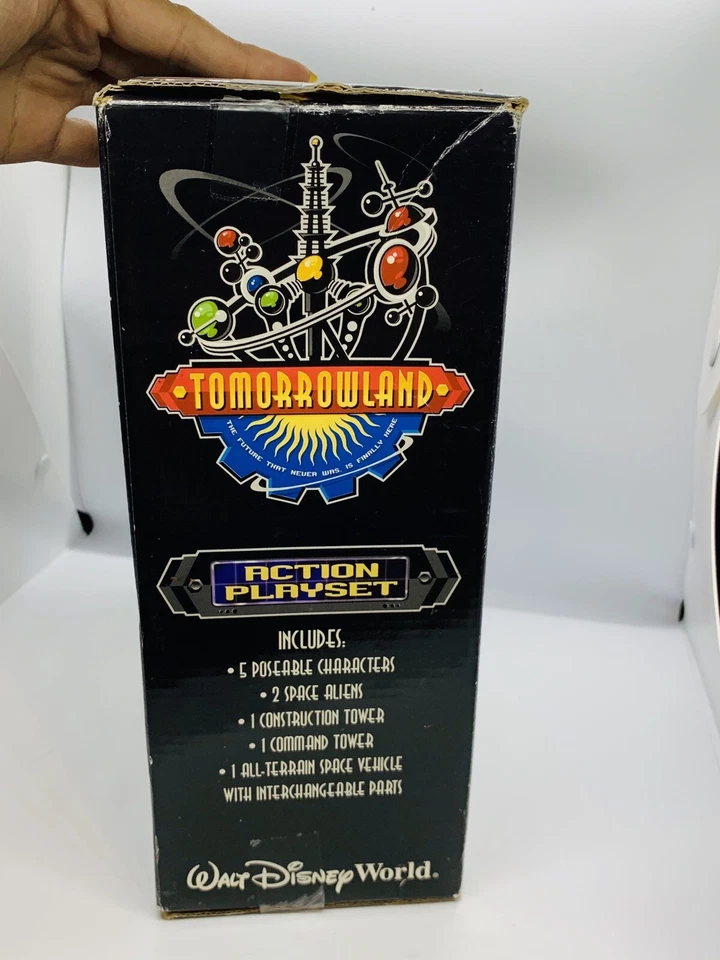 •TOMORROWLAND•
THE FUTURE THAT NEVER WAS. IS FINALLY HERE
ACTION
PLAYSET
INCLUDES:
• 5 POSEABLE CHARACTERS
• 2 SPACE ALIENS
• 1 CONSTRUCTION TOWER
• 1 COMMAND TOWER
• 1 ALL-TERRAIN SPACE VEHICLE
WITH INTERCHANGEABLE PARTS
WALT DISNEY World.